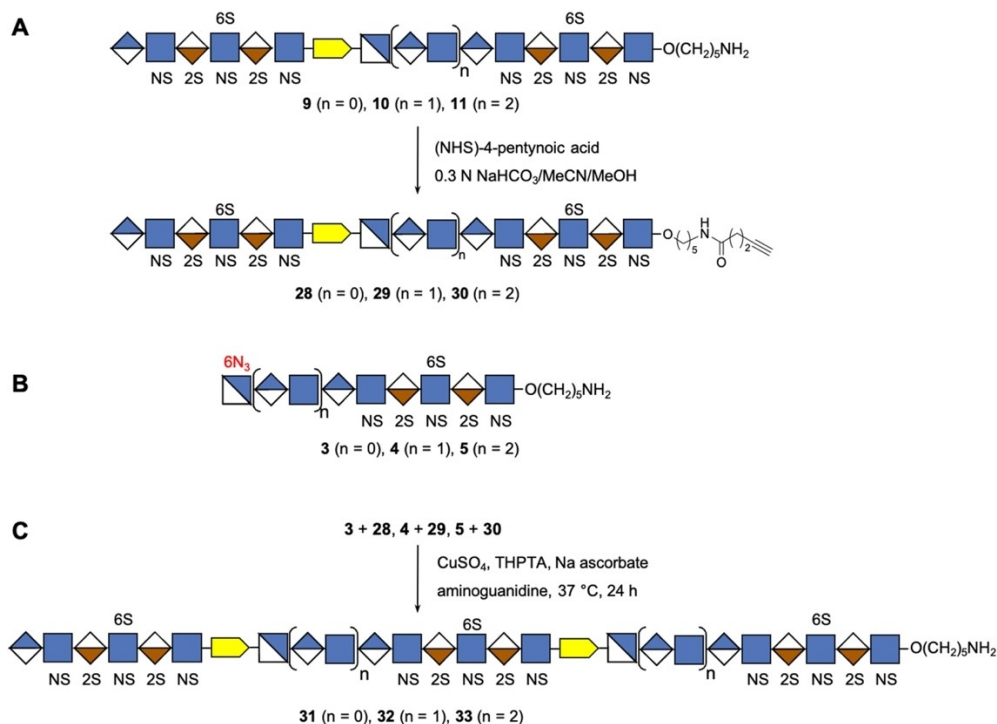 A
6S 6S
NS 2S NS 2S NS n NS 2S NS 2S NS O(CH₂)₅NH₂
9 (n = 0), 10 (n = 1), 11 (n = 2)
(NHS)-4-pentynoic acid
0.3 N NaHCO₃/MeCN/MeOH
6S 6S
NS 2S NS 2S NS n NS 2S NS 2S NS O 5 H N O 2
28 (n = 0), 29 (n = 1), 30 (n = 2)
B
6N₃ 6S
n NS 2S NS 2S NS O(CH₂)₅NH₂
3 (n = 0), 4 (n = 1), 5 (n = 2)
C
3 + 28, 4 + 29, 5 + 30
CuSO₄, THPTA, Na ascorbate
aminoguanidine, 37 °C, 24 h
6S 6S 6S
NS 2S NS 2S NS n NS 2S NS 2S NS n NS 2S NS 2S NS O(CH₂)₅NH₂
31 (n = 0), 32 (n = 1), 33 (n = 2)